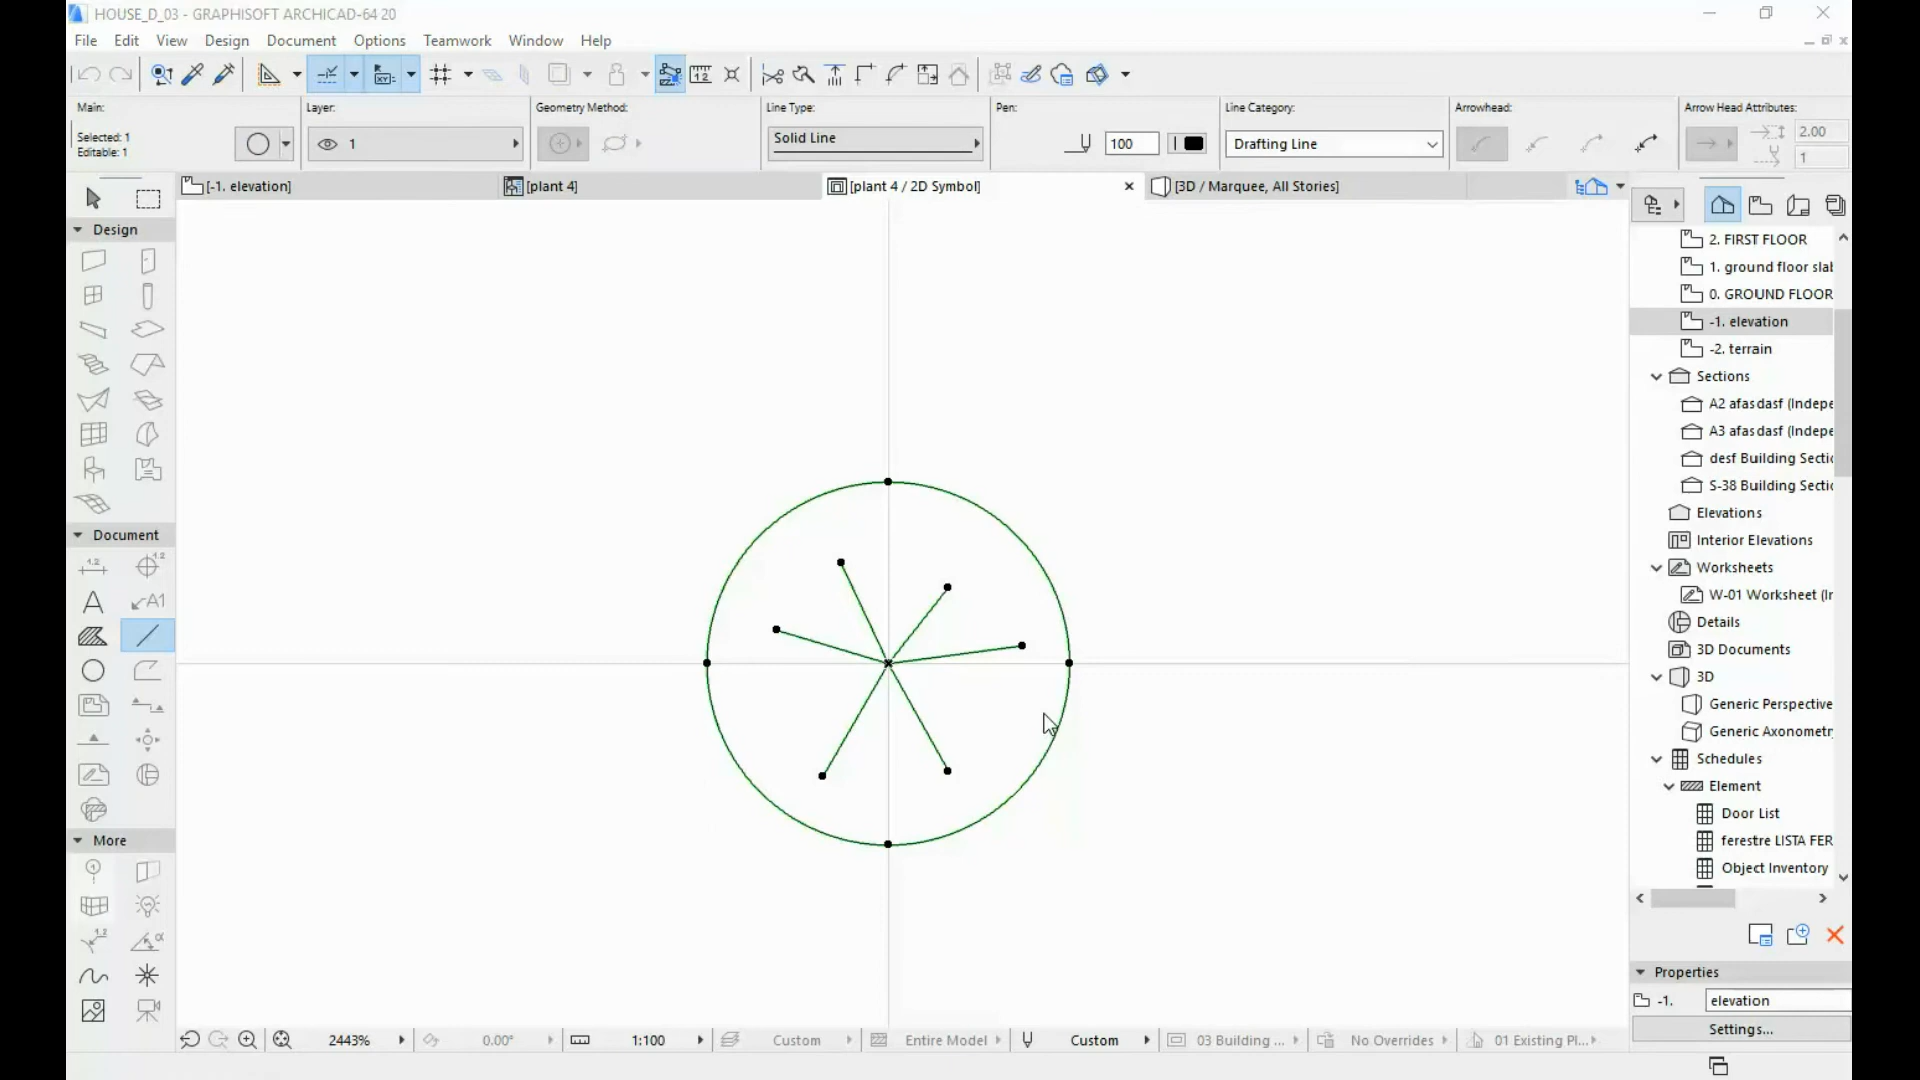 HOUSE_D_03 - GRAPHISOFT ARCHICAD-64 20
File Edit View Design Document Options Teamwork Window Help
Main: Layer: Geometry Method: Line Type: Pen: Line Category: Arrowhead: Arrow Head Attributes:
Selected: 1
Editable: 1
1
Solid Line
100
Drafting Line
2.00
1
[-1. elevation] [plant 4] [plant 4 / 2D Symbol] [3D / Marquee, All Stories]
Design
Document
More
2. FIRST FLOOR
1. ground floor slat
0. GROUND FLOOR
-1. elevation
-2. terrain
Sections
A2 afasdasf (Indepe
A3 afasdasf (Indepe
desf Building Sectic
S-38 Building Sectic
Elevations
Interior Elevations
Worksheets
W-01 Worksheet (Ir
Details
3D Documents
3D
Generic Perspective
Generic Axonometr
Schedules
Element
Door List
ferestre LISTA FER
Object Inventory
Properties
-1. elevation
Settings...
2443% 0.00° 1:100 Custom Entire Model Custom 03 Building ... No Overrides 01 Existing Pl...